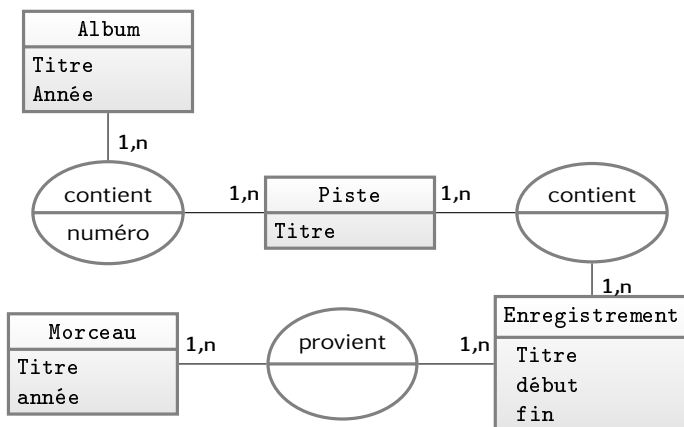 Album
Titre
Année
1,n
contient
numéro
1,n
Piste
Titre
1,n
contient
1,n
Enregistrement
Titre
début
fin
1,n
provient
1,n
Morceau
Titre
année